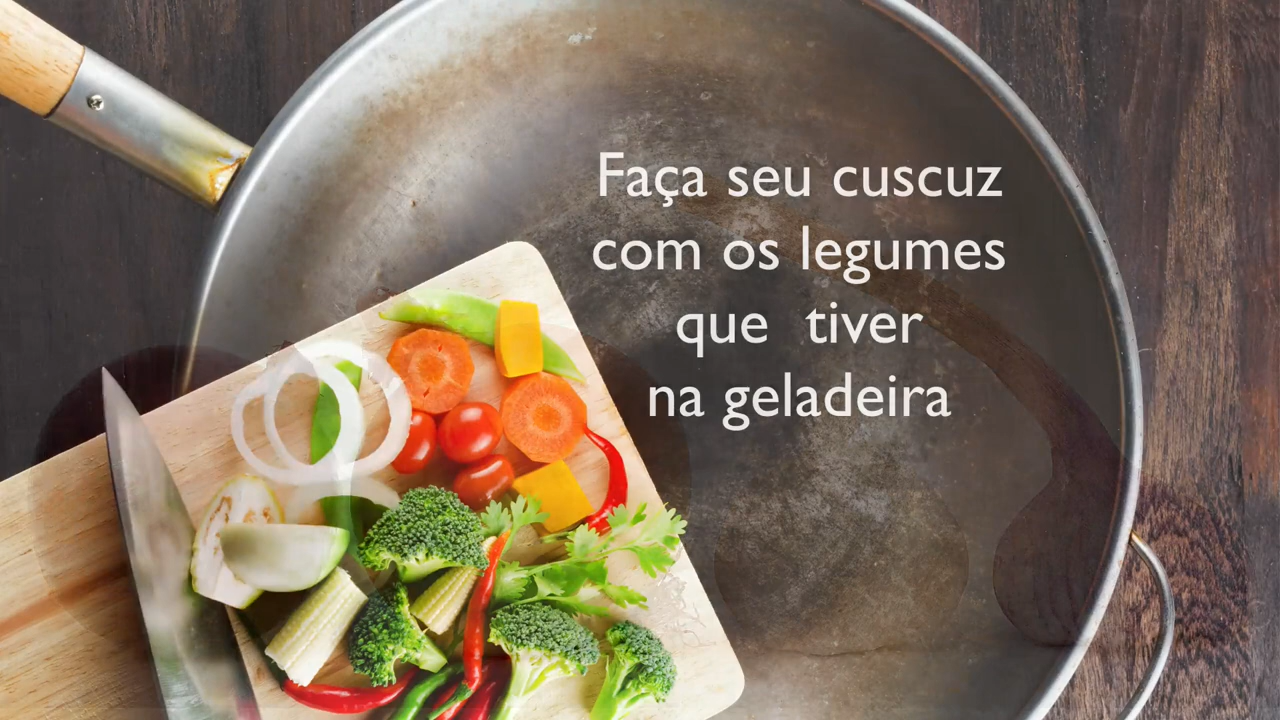 Faça seu cuscuz
com os legumes
que tiver
na geladeira